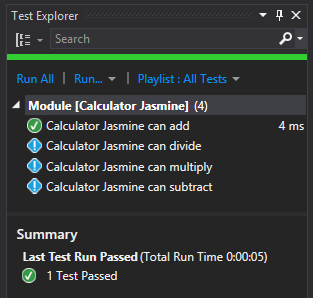 Test Explorer
Search
Run All | Run... | Playlist : All Tests
Module [Calculator Jasmine] (4)
Calculator Jasmine can add 4 ms
Calculator Jasmine can divide
Calculator Jasmine can multiply
Calculator Jasmine can subtract
Summary
Last Test Run Passed (Total Run Time 0:00:05)
1 Test Passed